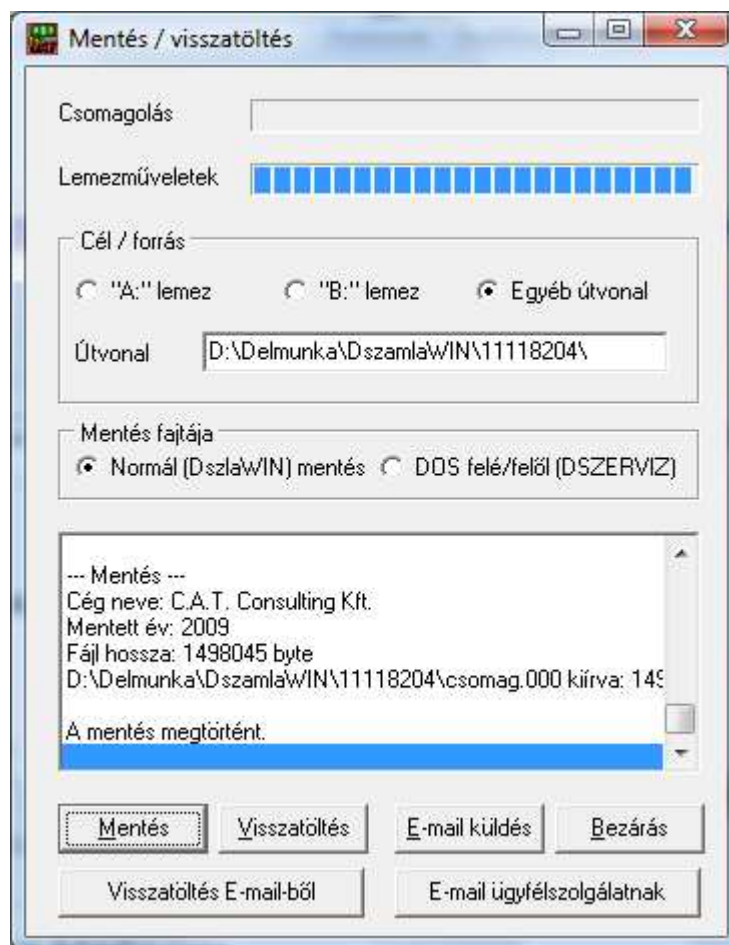 Mentés / visszatöltés
Csomagolás
Lemezműveletek
Cél / forrás
"A:" lemez "B:" lemez Egyéb útvonal
Útvonal D:\Delmunka\DszamlaWIN\11118204\
Mentés fajtája
Normál (DszlaWIN) mentés DOS felé/felől (DSZERVIZ)
--- Mentés ---
Cég neve: C.A.T. Consulting Kft.
Mentett év: 2009
Fájl hossza: 1498045 byte
D:\Delmunka\DszamlaWIN\11118204\csomag.000 kiírva: 149
A mentés megtörtént.
Mentés Visszatöltés E-mail küldés Bezárás
Visszatöltés E-mail-ből E-mail ügyfélszolgálatnak